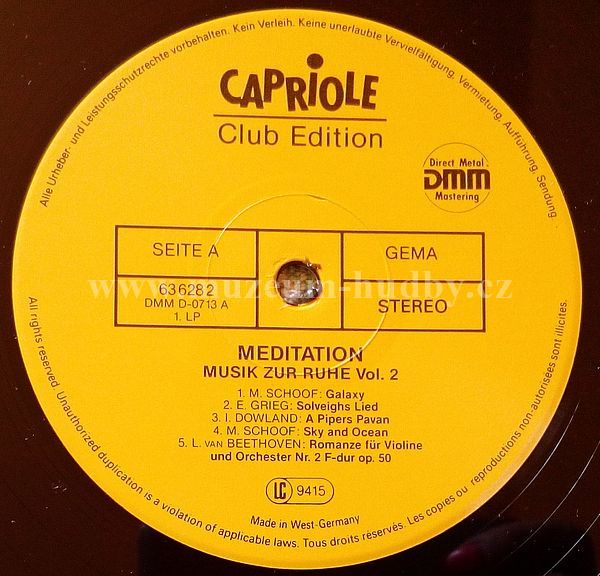 Alle Urheber- und Leistungsschutzrechte vorbehalten. Kein Verleih. Keine unerlaubte Vervielfältigung, Vermietung, Aufführung, Sendung
CAPRiOLE
Club Edition
Direct Metal
DMM
Mastering
SEITE A
GEMA
636282
DMM D-0713 A
1. LP
STEREO
www.muzeum-hudby.cz
MEDITATION
MUSIK ZUR RUHE Vol. 2
1. M. SCHOOF: Galaxy
2. E. GRIEG: Solveighs Lied
3. I. DOWLAND: A Pipers Pavan
4. M. SCHOOF: Sky and Ocean
5. L. VAN BEETHOVEN: Romanze für Violine
und Orchester Nr. 2 F-dur op. 50
LC 9415
Made in West-Germany
All rights reserved. Unauthorized duplication is a violation of applicable laws. Tous droits réservés. Les copies ou reproductions non autorisées sont illicites.